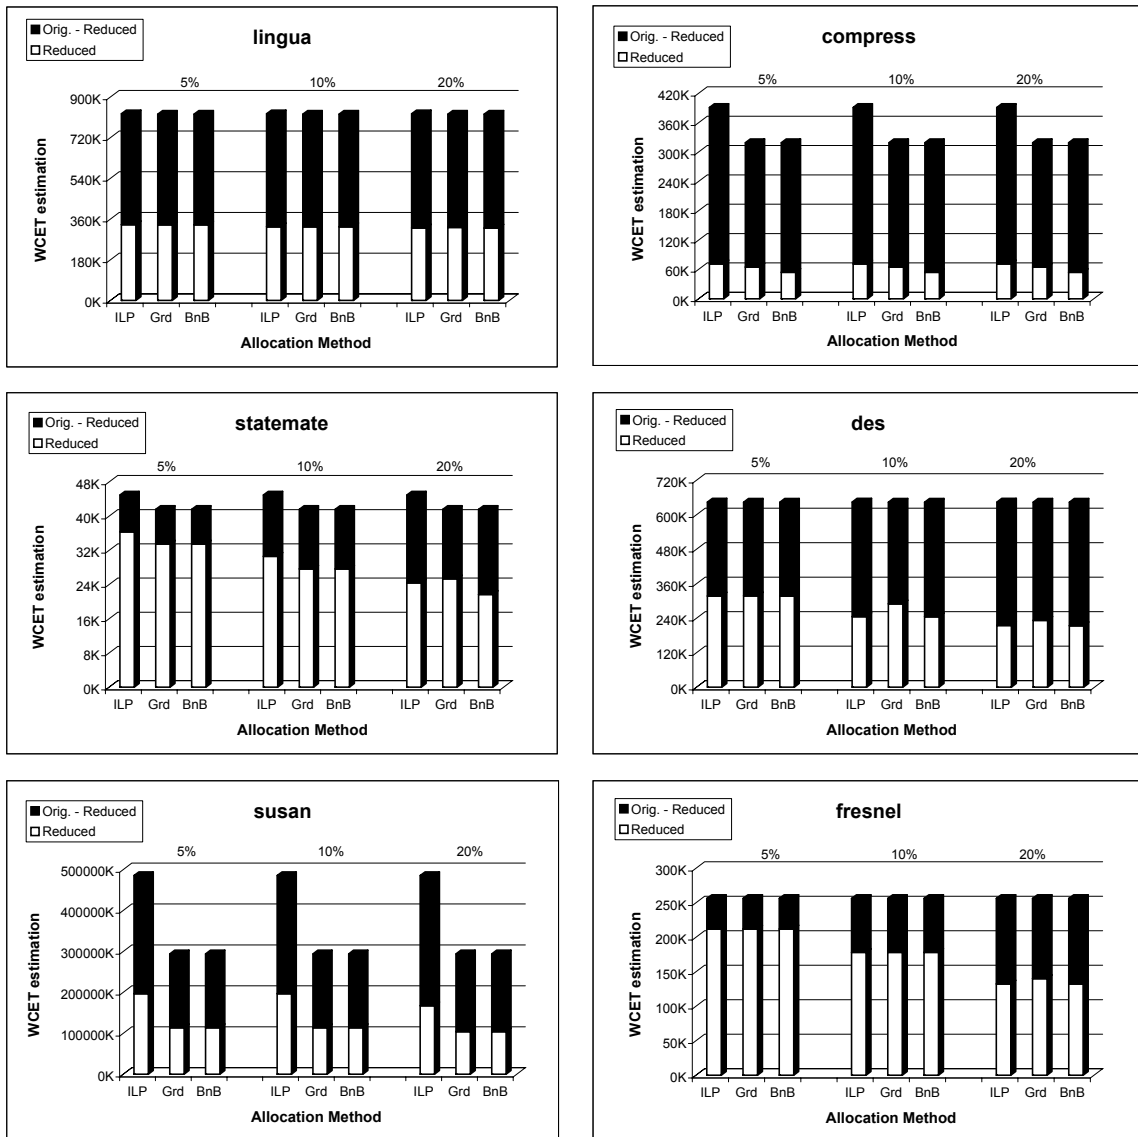 Orig. - Reduced
Reduced
lingua
5% 10% 20%
900K
720K
540K
360K
180K
0K
WCET estimation
ILP Grd BnB ILP Grd BnB ILP Grd BnB
Allocation Method
Orig. - Reduced
Reduced
compress
5% 10% 20%
420K
360K
300K
240K
180K
120K
60K
0K
WCET estimation
ILP Grd BnB ILP Grd BnB ILP Grd BnB
Allocation Method
Orig. - Reduced
Reduced
statemate
5% 10% 20%
48K
40K
32K
24K
16K
8K
0K
WCET estimation
ILP Grd BnB ILP Grd BnB ILP Grd BnB
Allocation Method
Orig. - Reduced
Reduced
des
5% 10% 20%
720K
600K
480K
360K
240K
120K
0K
WCET estimation
ILP Grd BnB ILP Grd BnB ILP Grd BnB
Allocation Method
Orig. - Reduced
Reduced
susan
5% 10% 20%
500000K
400000K
300000K
200000K
100000K
0K
WCET estimation
ILP Grd BnB ILP Grd BnB ILP Grd BnB
Allocation Method
Orig. - Reduced
Reduced
fresnel
5% 10% 20%
300K
250K
200K
150K
100K
50K
0K
WCET estimation
ILP Grd BnB ILP Grd BnB ILP Grd BnB
Allocation Method